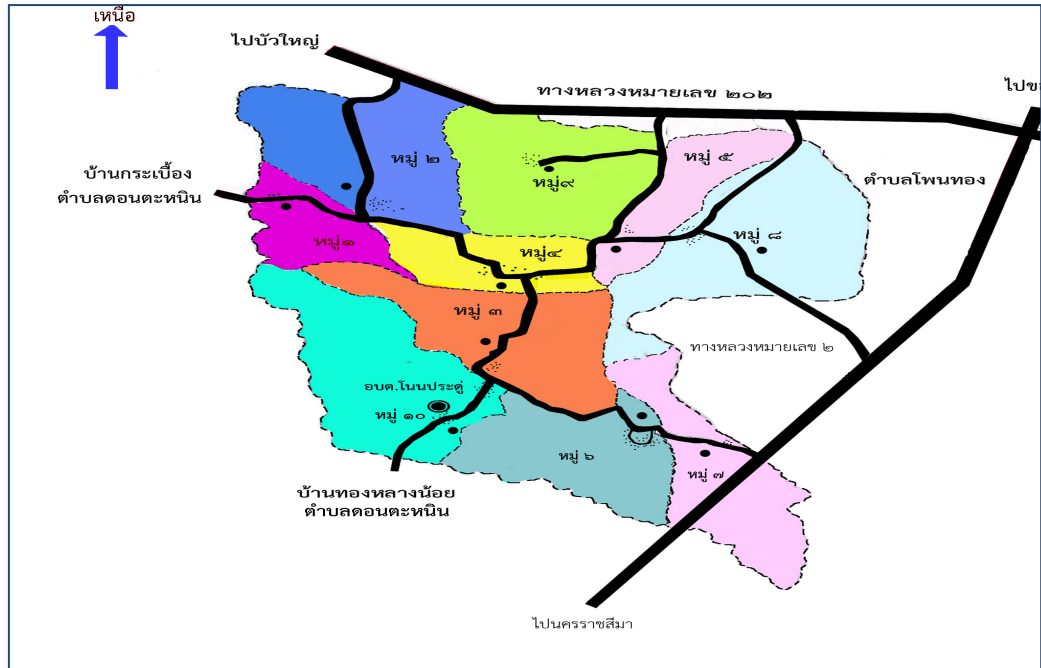 เหนือ
ไปบัวใหญ่
ทางหลวงหมายเลข ๒๐๒
หมู่ ๒
หมู่ ๕
บ้านกระเบื้อง
ตำบลดอนตะหนิน
หมู่๙
ตำบลโพนทอง
หมู่๑
หมู่๔
หมู่ ๘
หมู่ ๓
ทางหลวงหมายเลข ๒
อบต.โนนประดู่
หมู่ ๑๐
หมู่ ๖
หมู่ ๗
บ้านทองหลางน้อย
ตำบลดอนตะหนิน
ไปนครราชสีมา